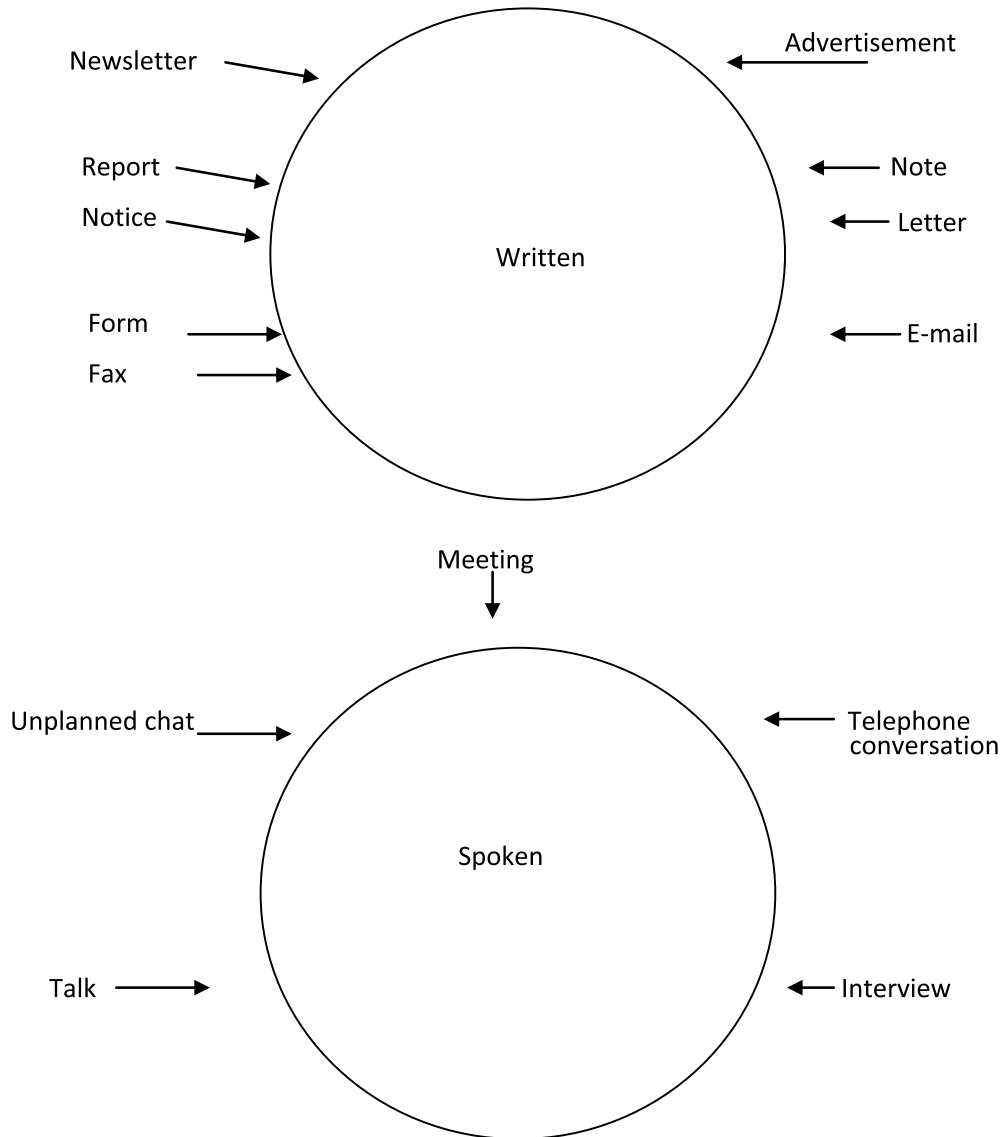 Advertisement
Newsletter
Report
Note
Notice
Letter
Written
Form
E-mail
Fax
Meeting
Unplanned chat
Telephone
conversation
Spoken
Talk
Interview